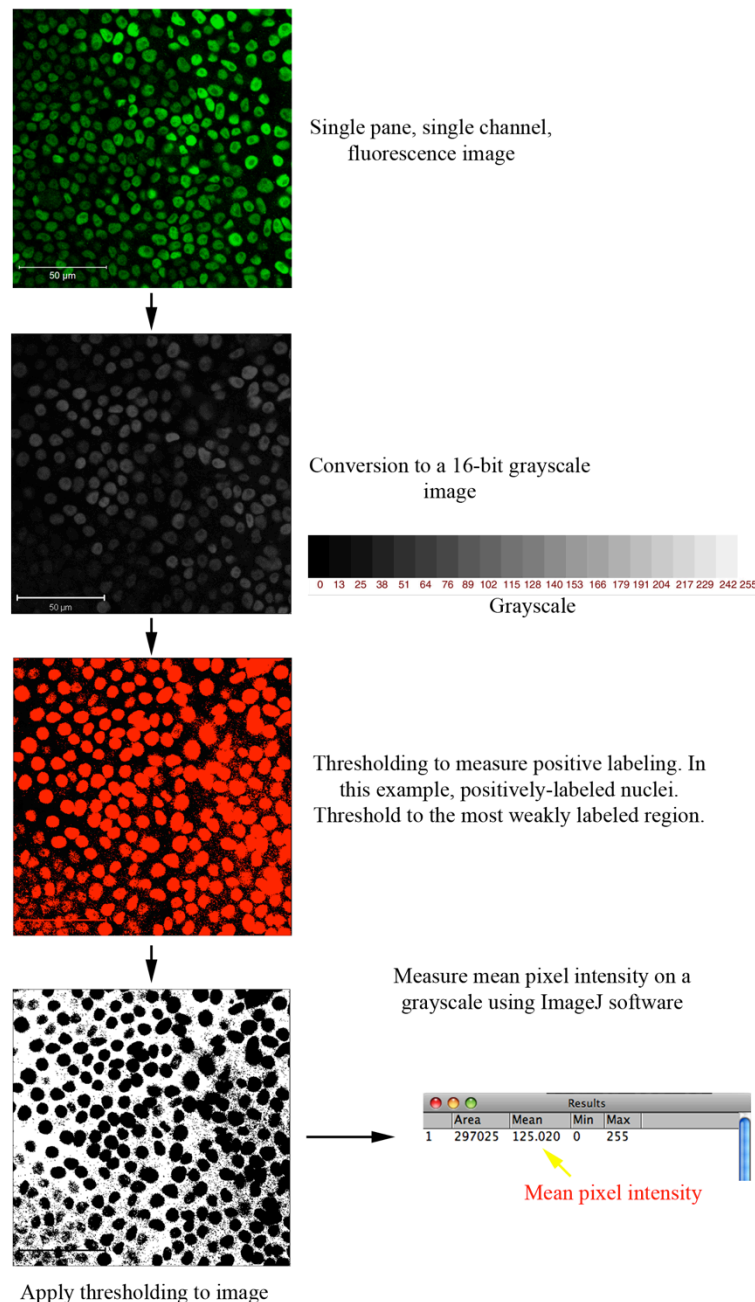 50 µm
Single pane, single channel,
fluorescence image
50 µm
Conversion to a 16-bit grayscale
image
0 13 25 38 51 64 76 89 102 115 128 140 153 166 179 191 204 217 229 242 255
Grayscale
Thresholding to measure positive labeling. In
this example, positively-labeled nuclei.
Threshold to the most weakly labeled region.
Measure mean pixel intensity on a
grayscale using ImageJ software
Results
Area Mean Min Max
1 297025 125.020 0 255
Mean pixel intensity
Apply thresholding to image